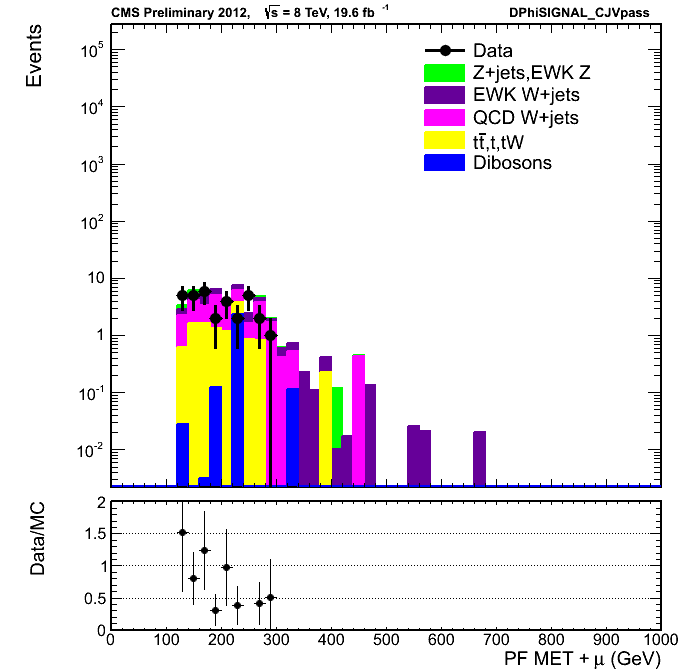 CMS Preliminary 2012, √s = 8 TeV, 19.6 fb⁻¹ DPhiSIGNAL_CJVpass
Events
10⁵
10⁴
10³
10²
10
1
10⁻¹
10⁻²
Data
Z+jets,EWK Z
EWK W+jets
QCD W+jets
tt̅,t,tW
Dibosons
Data/MC
2
1.5
1
0.5
0
0 100 200 300 400 500 600 700 800 900 1000
PF MET + μ (GeV)